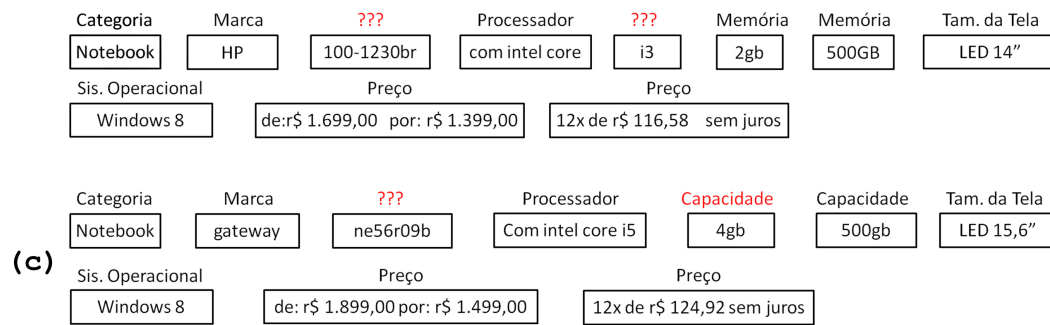 Categoria Marca ??? Processador ??? Memória Memória Tam. da Tela
Notebook HP 100-1230br com intel core i3 2gb 500GB LED 14”
Sis. Operacional Preço Preço
Windows 8 de:r$ 1.699,00 por: r$ 1.399,00 12x de r$ 116,58 sem juros
Categoria Marca ??? Processador Capacidade Capacidade Tam. da Tela
Notebook gateway ne56r09b Com intel core i5 4gb 500gb LED 15,6”
(c)
Sis. Operacional Preço Preço
Windows 8 de: r$ 1.899,00 por: r$ 1.499,00 12x de r$ 124,92 sem juros